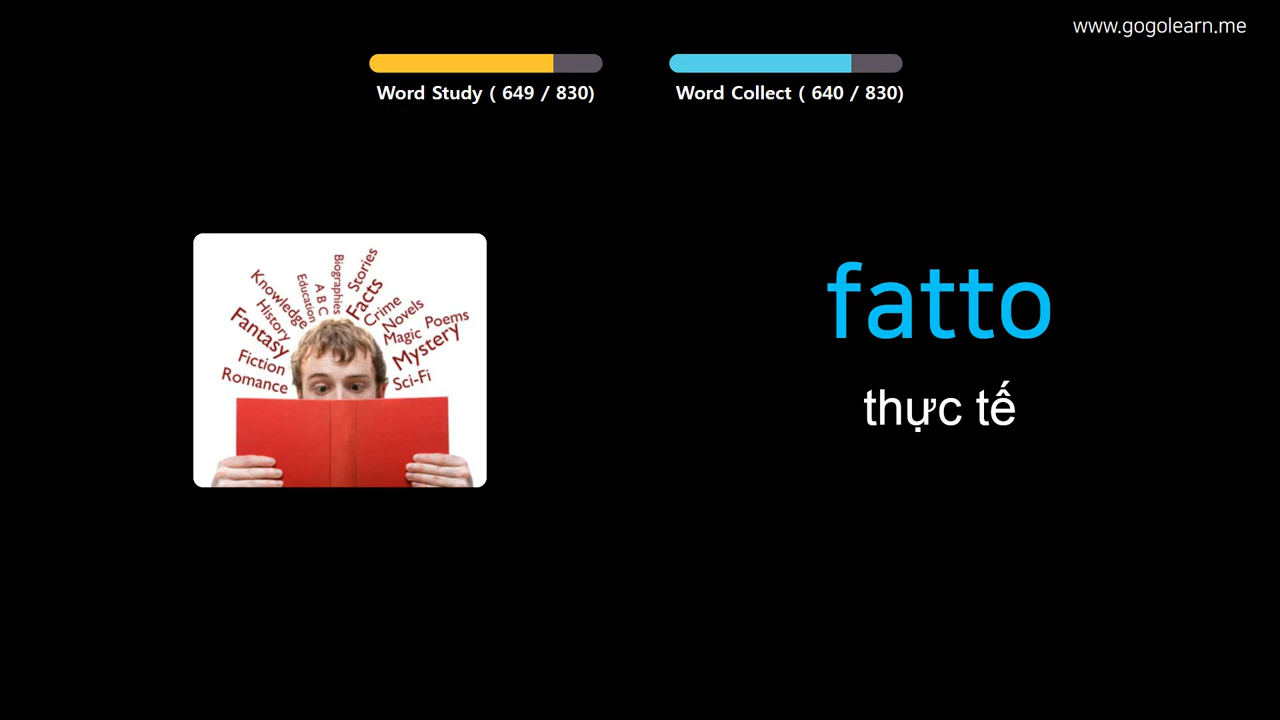 www.gogolearn.me
Word Study ( 649 / 830)
Word Collect ( 640 / 830)
Knowledge
History
Fantasy
Fiction
Romance
Education
A B C
Biographies
Stories
Facts
Crime
Novels
Magic
Poems
Mystery
Sci-Fi
fatto
thực tế